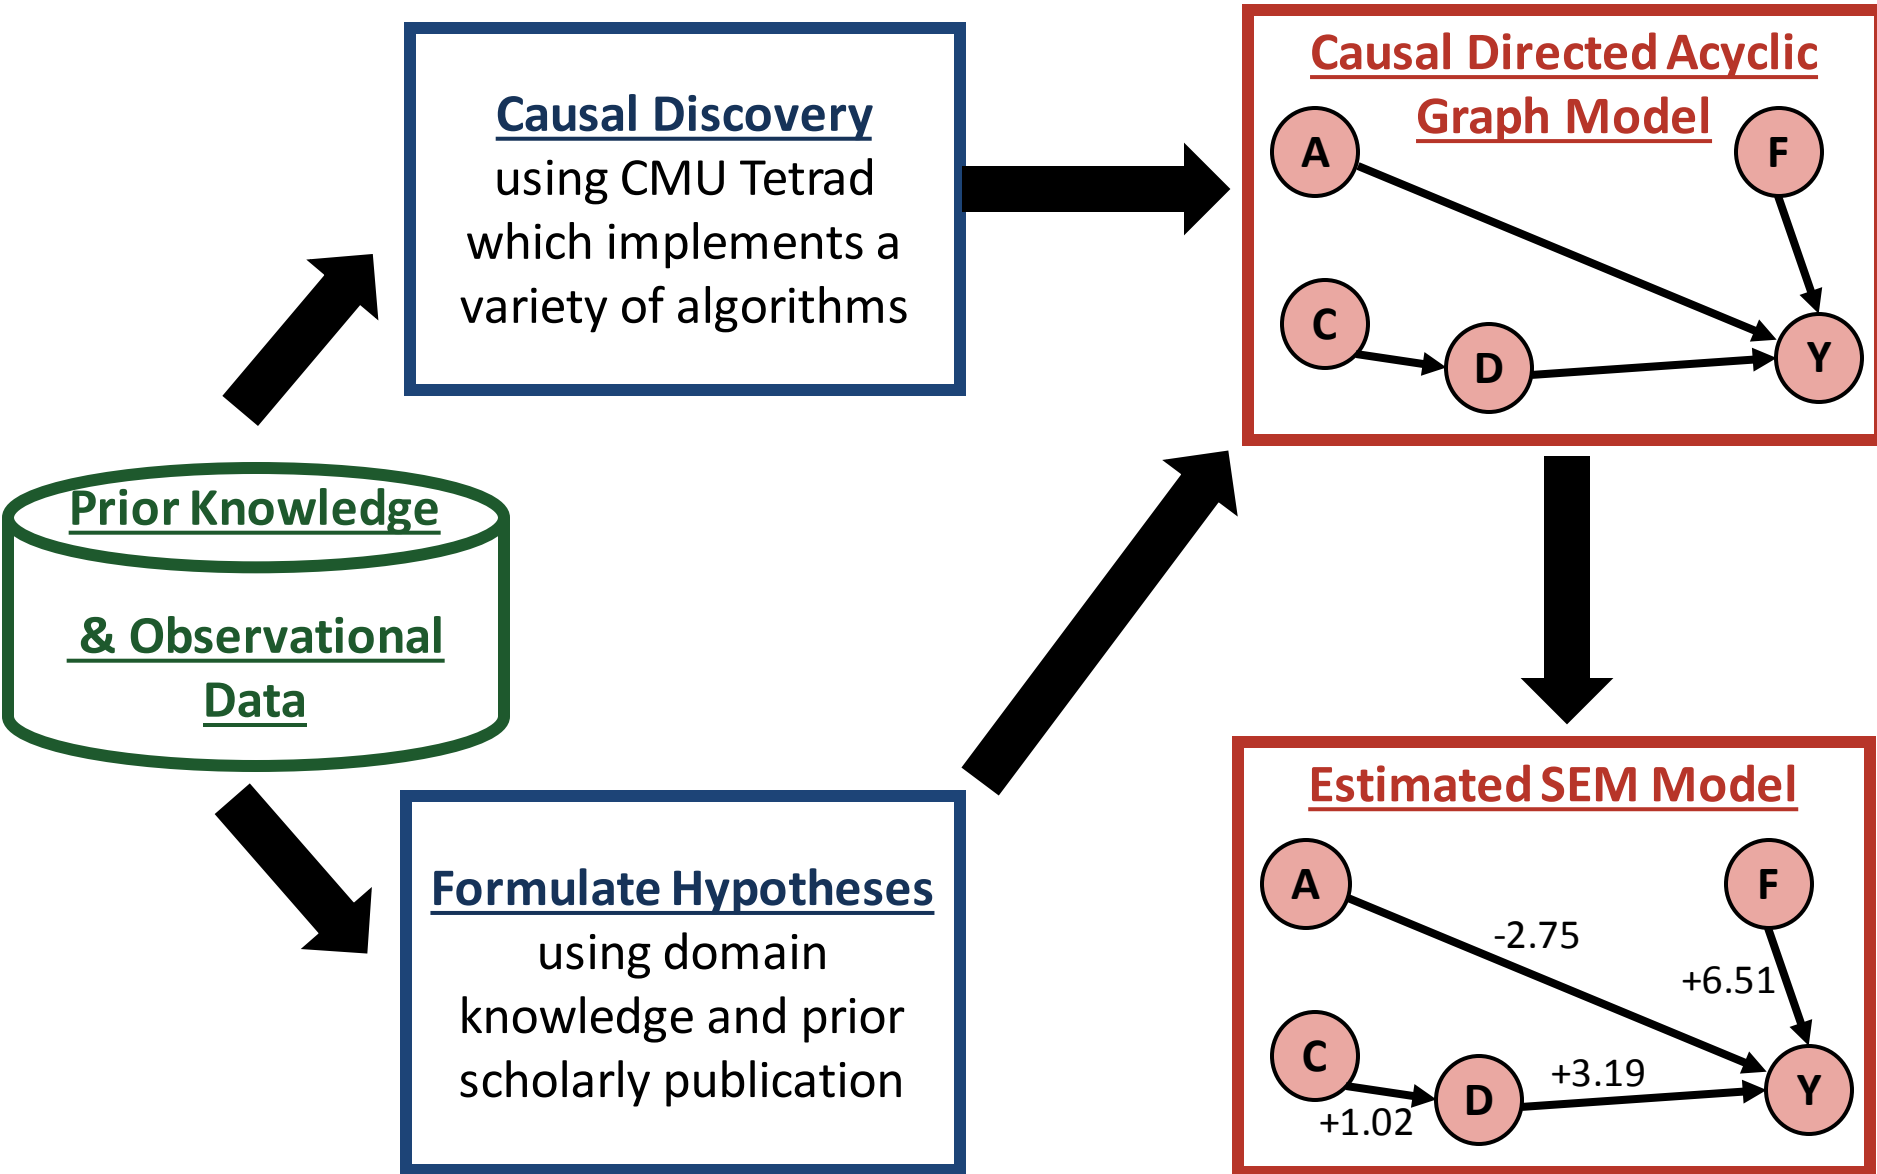 Prior Knowledge
& Observational
Data
Causal Discovery
using CMU Tetrad
which implements a
variety of algorithms
Formulate Hypotheses
using domain
knowledge and prior
scholarly publication
Causal Directed Acyclic
Graph Model
A
F
C
D
Y
Estimated SEM Model
A
F
-2.75
+6.51
C
D
Y
+3.19
+1.02